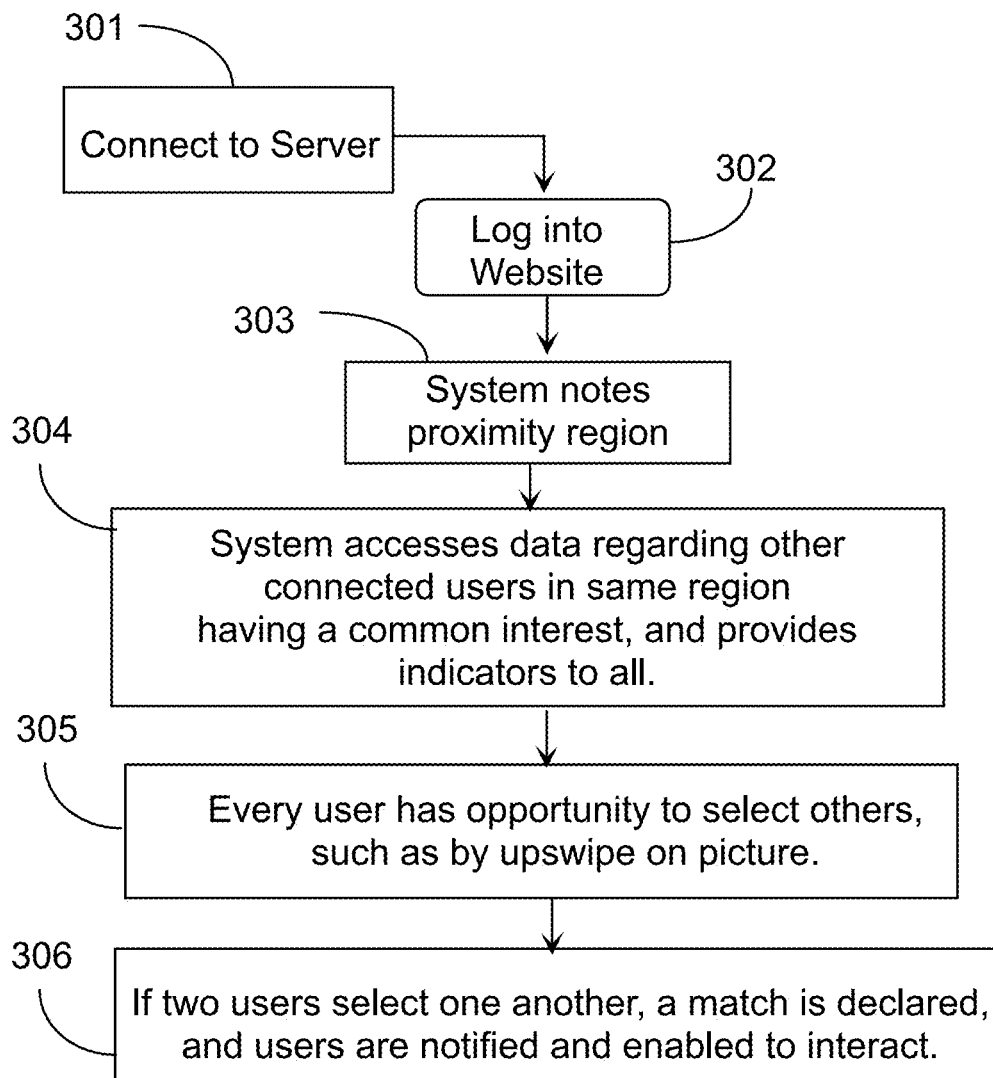 301
Connect to Server
302
Log into
Website
303
System notes
proximity region
304
System accesses data regarding other
connected users in same region
having a common interest, and provides
indicators to all.
305
Every user has opportunity to select others,
such as by upswipe on picture.
306
If two users select one another, a match is declared,
and users are notified and enabled to interact.